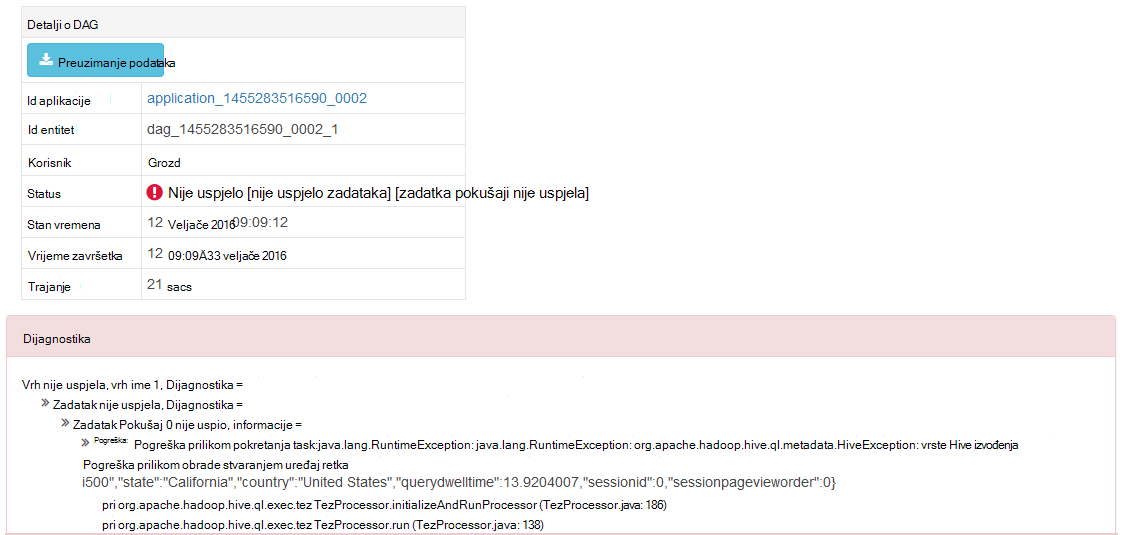 Detalji o DAG
Preuzimanje podataka
Id aplikacije application_1455283516590_0002
Id entitet dag_1455283516590_0002_1
Korisnik Grozd
Status Nije uspjelo [nije uspjelo zadataka] [zadatka pokušaji nije uspjela]
Stan vremena 12 Veljače 2016 09:09:12
Vrijeme završetka 12 09:09Ä33 veljače 2016
Trajanje 21 sacs
Dijagnostika
Vrh nije uspjela, vrh ime 1, Dijagnostika =
Zadatak nije uspjela, Dijagnostika =
Zadatak Pokušaj 0 nije uspio, informacije =
Pogreška: Pogreška prilikom pokretanja task:java.lang.RuntimeException: java.lang.RuntimeException: org.apache.hadoop.hive.ql.metadata.HiveException: vrste Hive izvođenja
Pogreška prilikom obrade stvaranjem uređaj retka
i500","state":"California","country":"United States","querydwelltime":13.9204007,"sessionid":0,"sessionpagevieworder":0}
pri org.apache.hadoop.hive.ql.exec.tez TezProcessor.initializeAndRunProcessor (TezProcessor.java: 186)
pri org.apache.hadoop.hive.ql.exec.tez TezProcessor.run (TezProcessor.java: 138)